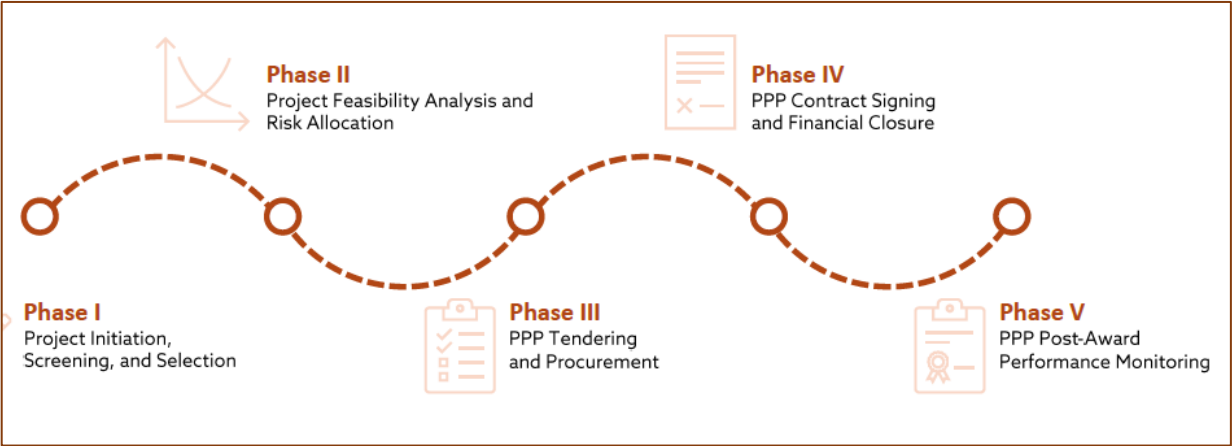 Phase I
Project Initiation,
Screening, and Selection
Phase II
Project Feasibility Analysis and
Risk Allocation
Phase III
PPP Tendering
and Procurement
Phase IV
PPP Contract Signing
and Financial Closure
Phase V
PPP Post-Award
Performance Monitoring